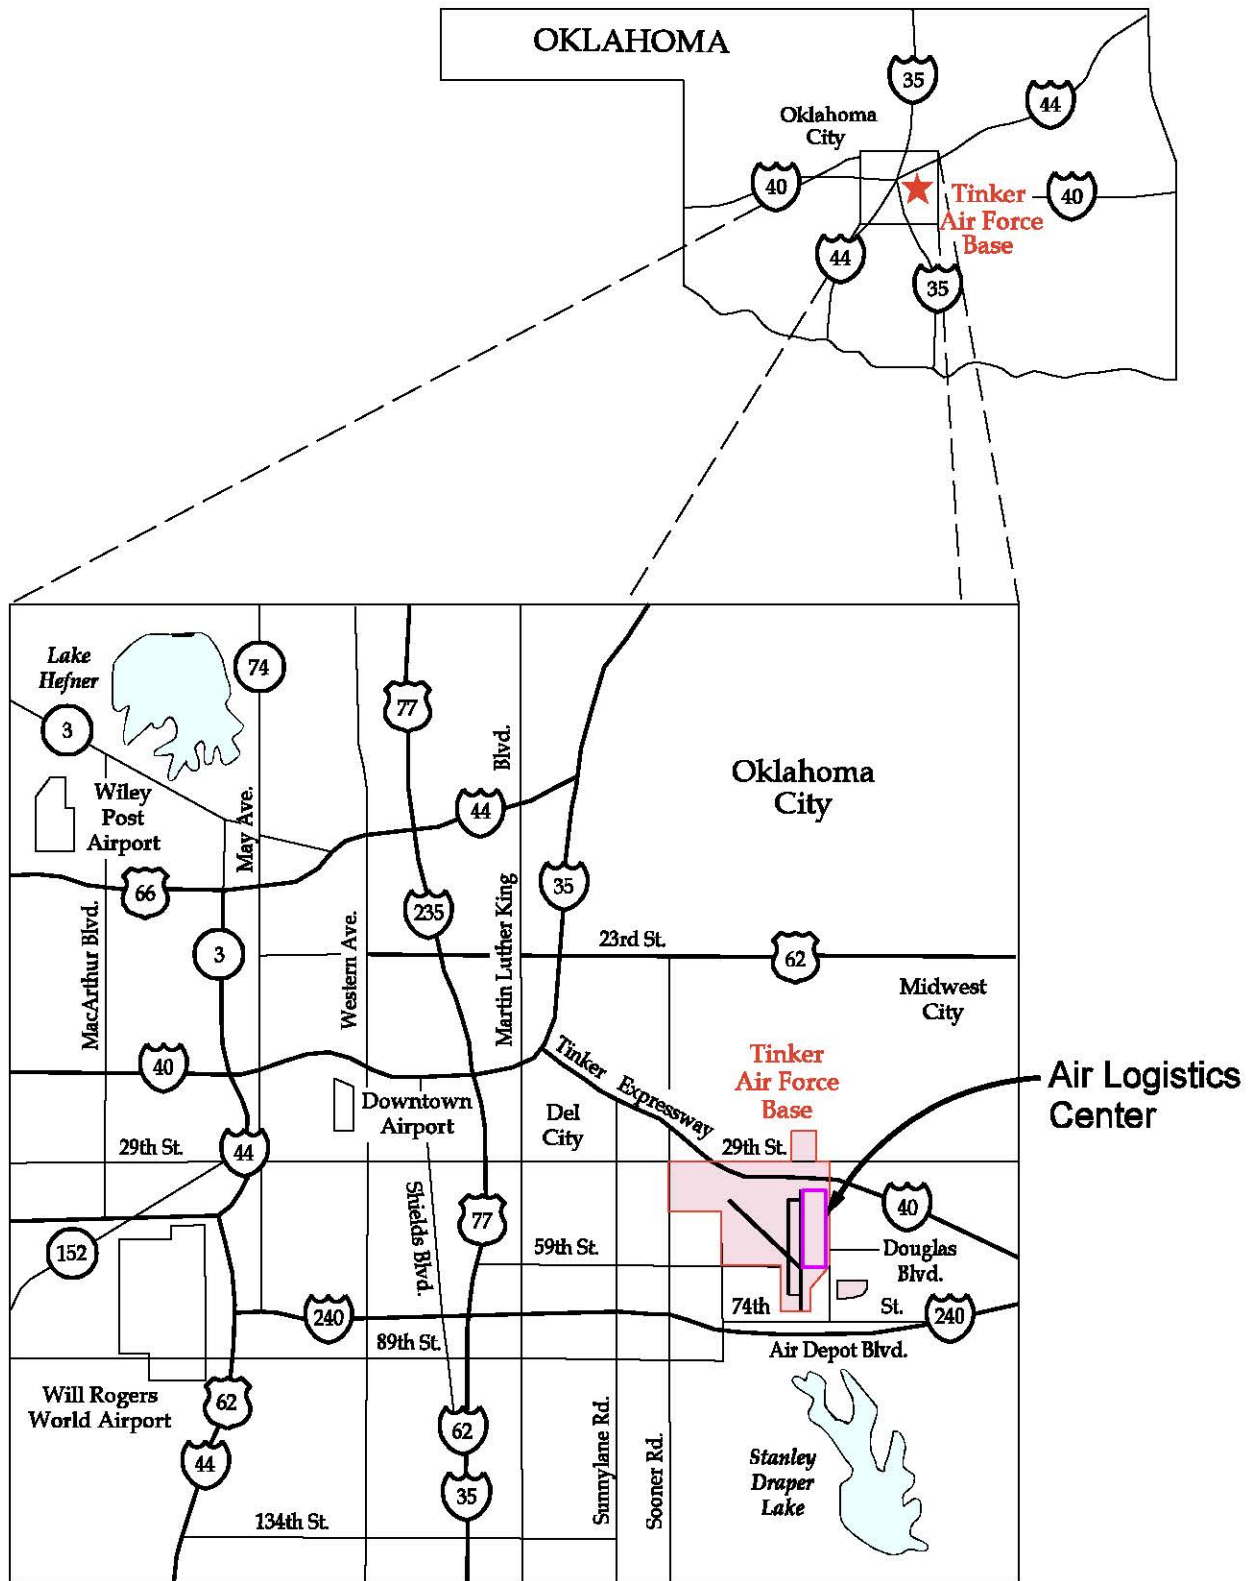 OKLAHOMA
35
44
Oklahoma
City
40
Tinker
Air Force
Base
40
44
35
Lake
Hefner
74
77
3
Blvd.
Oklahoma
City
Wiley
Post
Airport
May Ave.
44
66
35
235
MacArthur Blvd.
Western Ave.
Martin Luther King
23rd St.
62
3
Midwest
City
40
Tinker Expressway
Tinker
Air Force
Base
Air Logistics
Center
Downtown
Airport
Del
City
29th St.
44
29th St.
Shields Blvd.
77
40
152
59th St.
Douglas
Blvd.
240
74th
St.
240
89th St.
Air Depot Blvd.
Will Rogers
World Airport
62
62
44
Sunnylane Rd.
Sooner Rd.
Stanley
Draper
Lake
35
134th St.